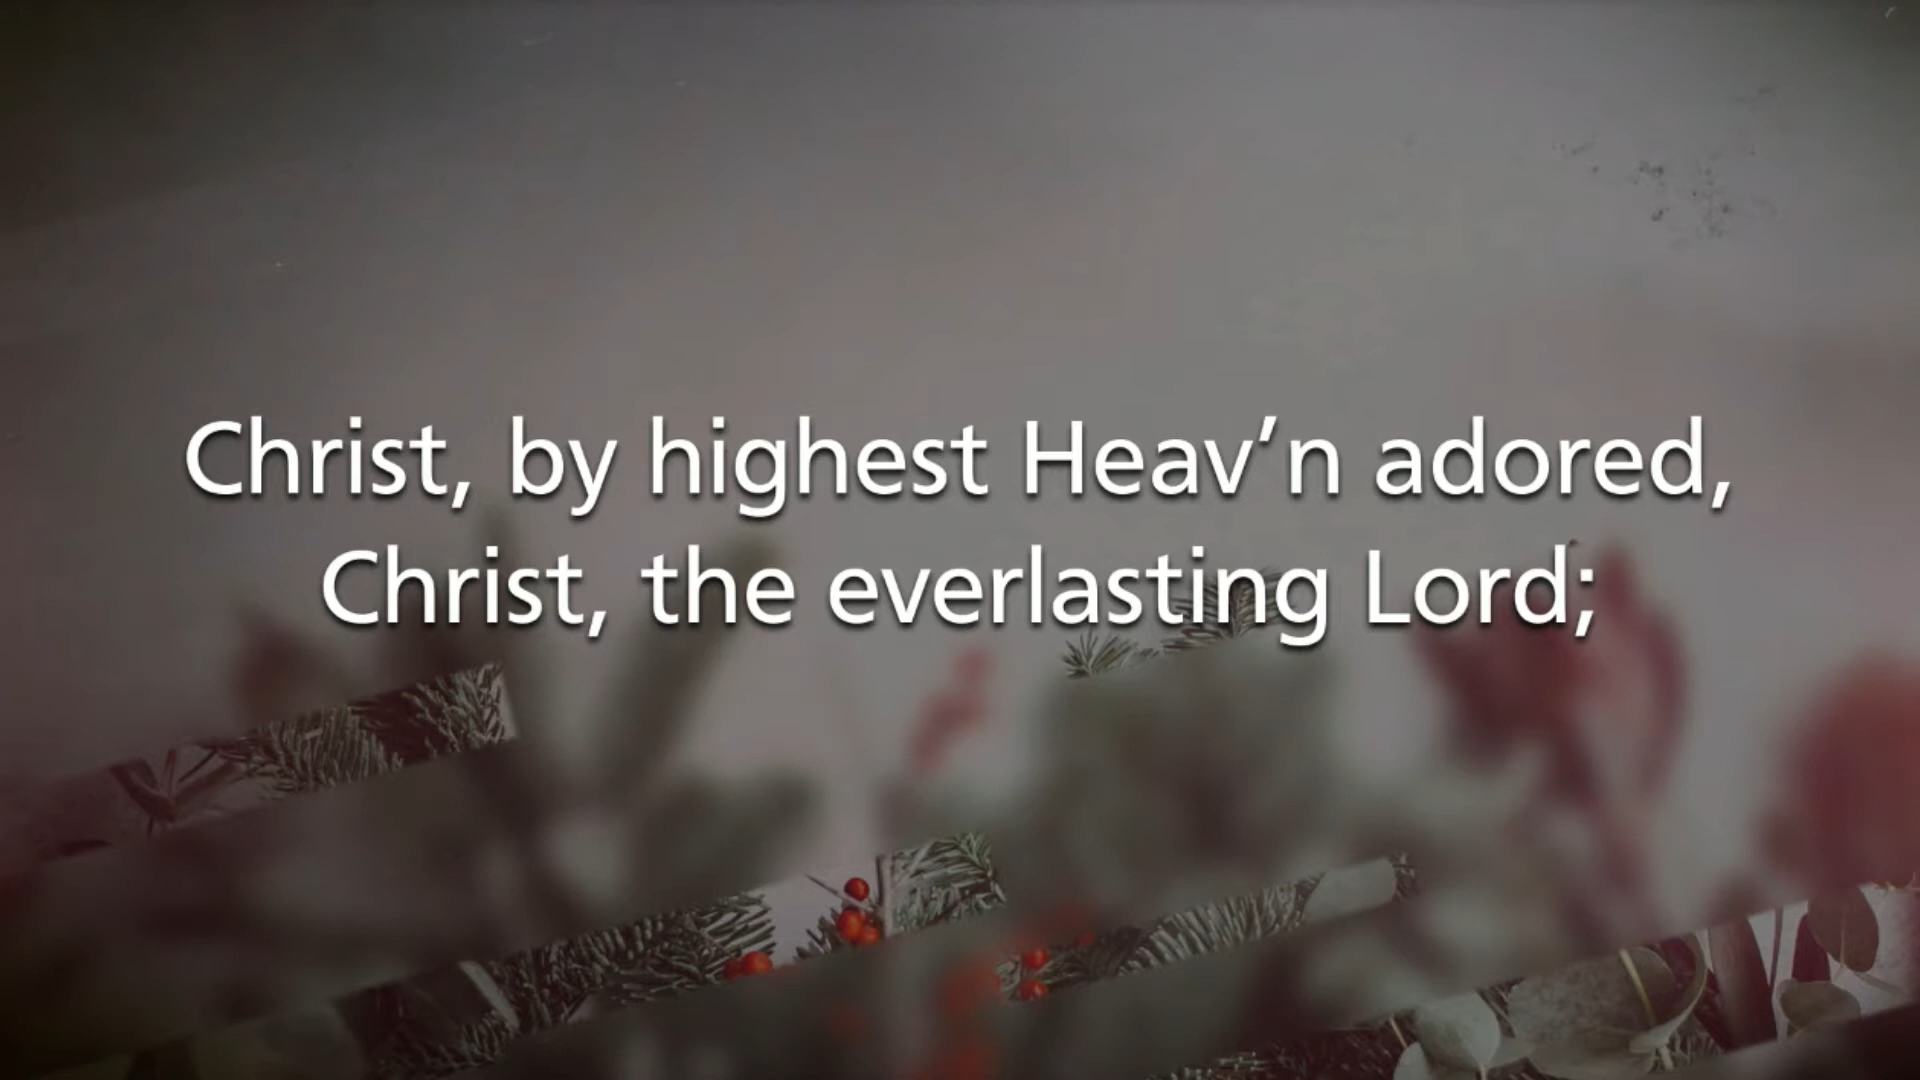 Christ, by highest Heav’n adored,
Christ, the everlasting Lord;